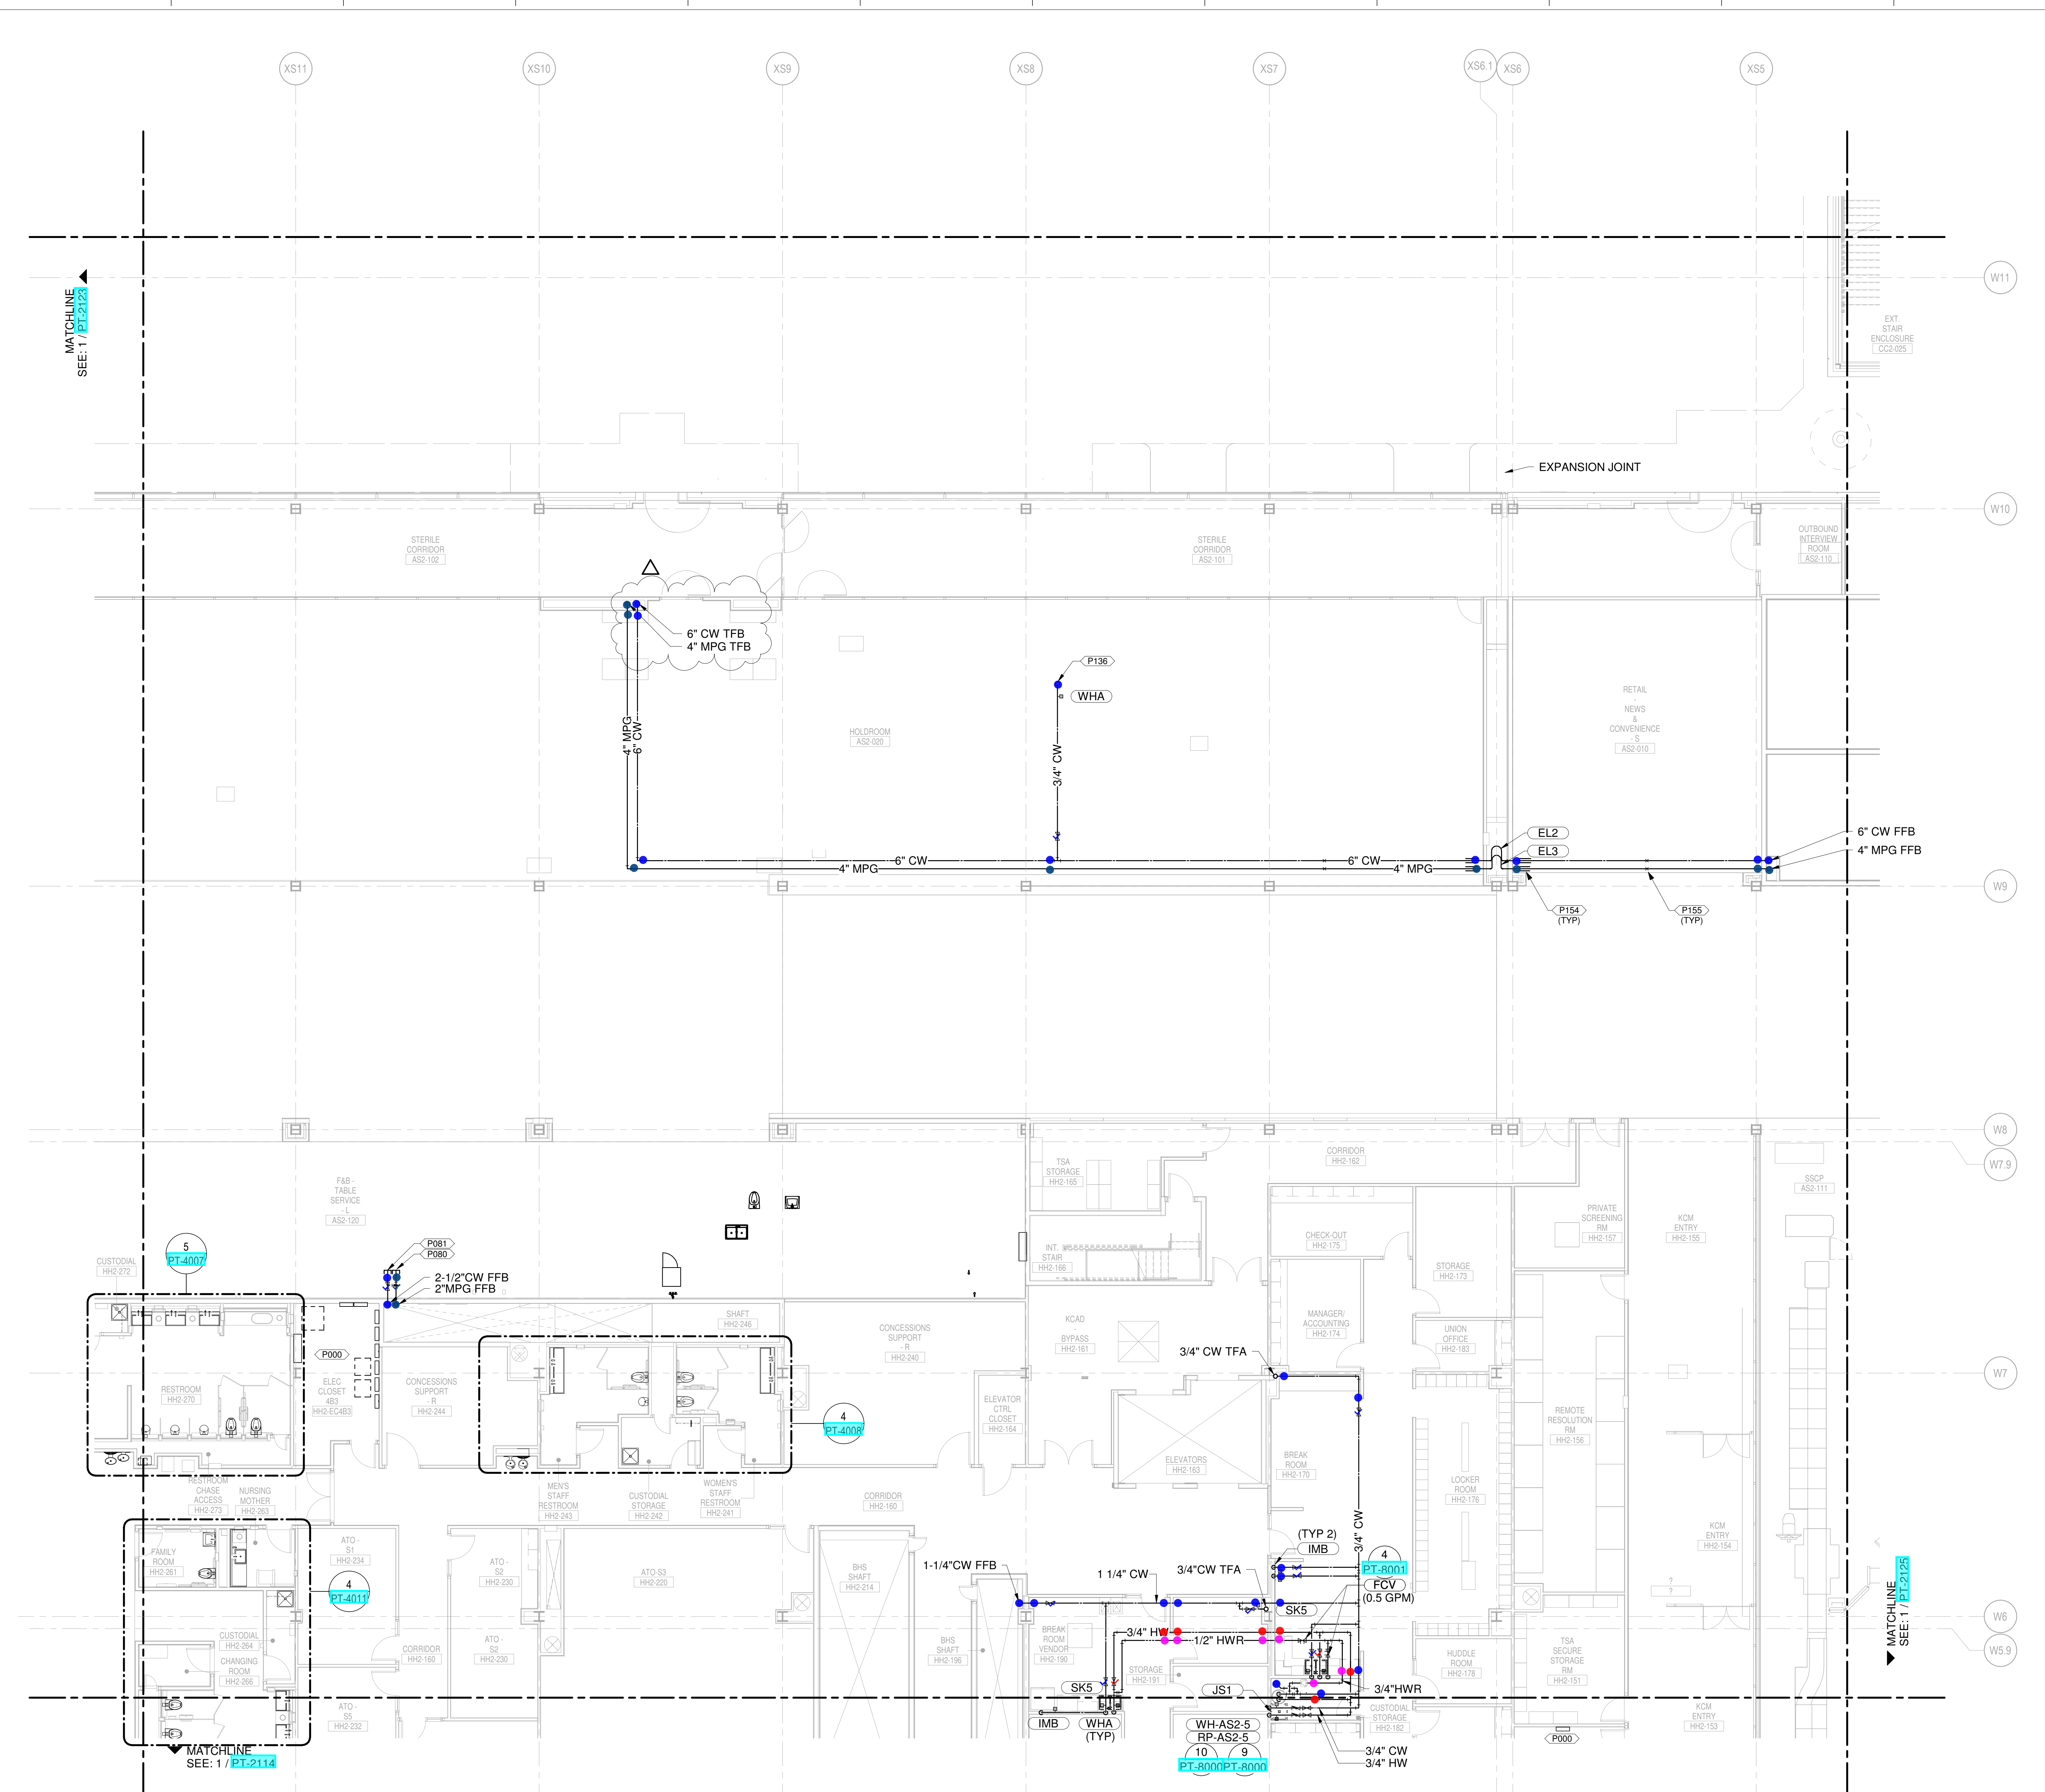 XS11
XS10
XS9
XS8
XS7
XS6.1
XS6
XS5
W11
MATCHLINE
SEE: 1 / PT-2123
EXT.
STAIR
ENCLOSURE
CC2-025
EXPANSION JOINT
W10
STERILE
CORRIDOR
AS2-102
STERILE
CORRIDOR
AS2-101
OUTBOUND
INTERVIEW
ROOM
AS2-110
6" CW TFB
4" MPG TFB
P136
WHA
4" MPG
6" CW
HOLDROOM
AS2-020
3/4" CW
RETAIL
-
NEWS
&
CONVENIENCE
- S
AS2-010
EL2
EL3
6" CW FFB
4" MPG FFB
6" CW
4" MPG
6" CW
4" MPG
W9
P154
(TYP)
P155
(TYP)
W8
W7.9
TSA
STORAGE
HH2-165
CORRIDOR
HH2-162
SSCP
AS2-111
F&B -
TABLE
SERVICE
- L
AS2-120
PRIVATE
SCREENING
RM
HH2-157
KCM
ENTRY
HH2-155
CHECK-OUT
HH2-175
INT.
STAIR
HH2-166
STORAGE
HH2-173
5
PT-4007
CUSTODIAL
HH2-272
P081
P080
2-1/2"CW FFB
2"MPG FFB
SHAFT
HH2-246
CONCESSIONS
SUPPORT
- R
HH2-240
KCAD
-
BYPASS
HH2-161
MANAGER/
ACCOUNTING
HH2-174
UNION
OFFICE
HH2-183
P000
3/4" CW TFA
W7
RESTROOM
HH2-270
ELEC
CLOSET
4B3
HH2-EC4B3
CONCESSIONS
SUPPORT
- R
HH2-244
4
PT-4008
ELEVATOR
CTRL
CLOSET
HH2-164
REMOTE
RESOLUTION
RM
HH2-156
ELEVATORS
HH2-163
BREAK
ROOM
HH2-170
LOCKER
ROOM
HH2-176
RESTROOM
CHASE
ACCESS
HH2-273
NURSING
MOTHER
HH2-263
MEN'S
STAFF
RESTROOM
HH2-243
CUSTODIAL
STORAGE
HH2-242
WOMEN'S
STAFF
RESTROOM
HH2-241
CORRIDOR
HH2-160
3/4" CW
KCM
ENTRY
HH2-154
FAMILY
ROOM
HH2-261
ATO -
S1
HH2-234
ATO -
S2
HH2-230
ATO-S3
HH2-220
BHS
SHAFT
HH2-214
(TYP 2)
IMB
4
PT-8001
FCV
(0.5 GPM)
1-1/4"CW FFB
1 1/4" CW
3/4"CW TFA
SK5
?
?
4
PT-4011
W6
MATCHLINE
SEE: 1 / PT-2125
CUSTODIAL
HH2-264
CHANGING
ROOM
HH2-266
CORRIDOR
HH2-160
ATO -
S2
HH2-230
BHS
SHAFT
HH2-196
BREAK
ROOM
VENDOR
HH2-190
3/4" HW
1/2" HWR
STORAGE
HH2-191
HUDDLE
ROOM
HH2-178
TSA
SECURE
STORAGE
RM
HH2-151
W5.9
SK5
JS1
3/4"HWR
ATO -
S5
HH2-232
IMB
WHA
(TYP)
WH-AS2-5
RP-AS2-5
CUSTODIAL
STORAGE
HH2-182
KCM
ENTRY
HH2-153
P000
MATCHLINE
SEE: 1 / PT-2114
10
PT-8000
9
PT-8000
3/4" CW
3/4" HW